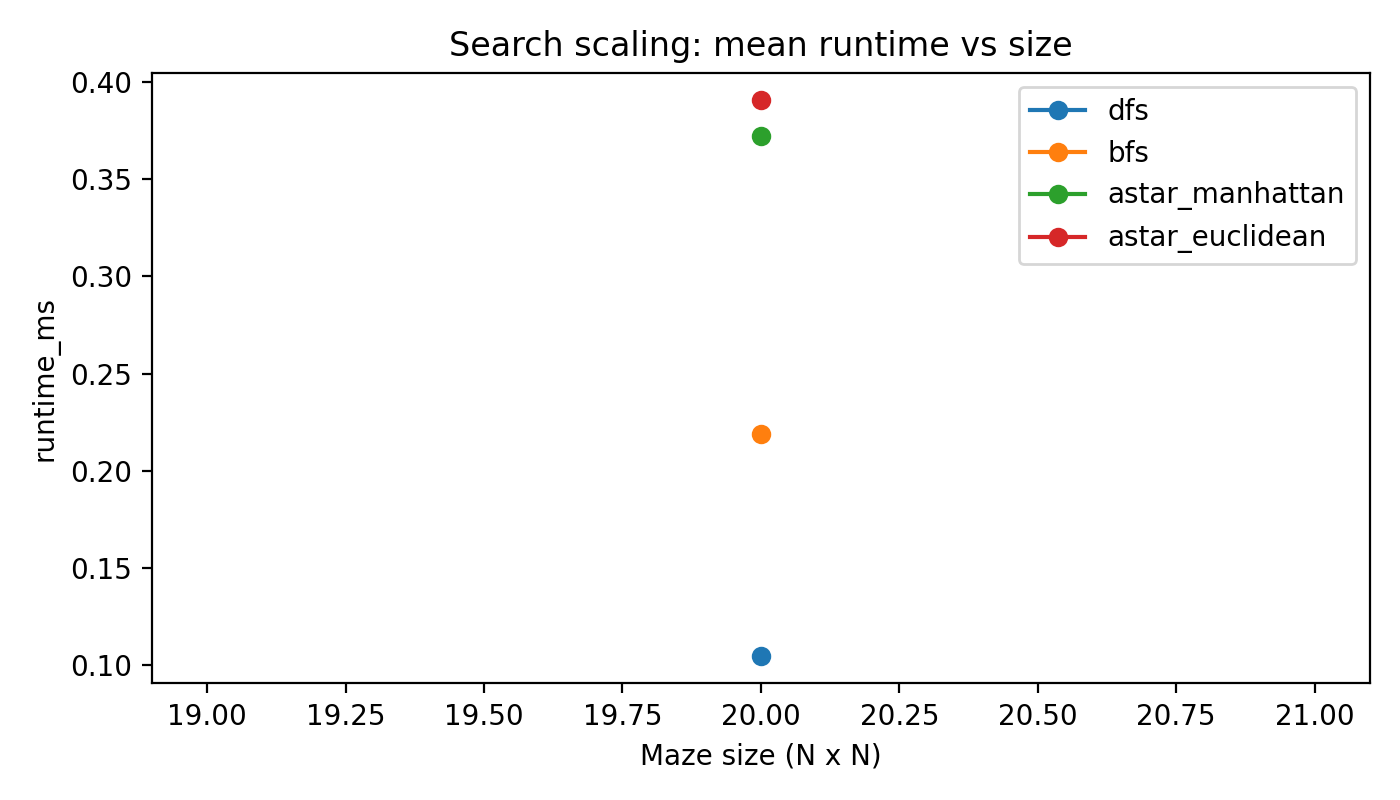 Search scaling: mean runtime vs size
0.40
0.35
0.30
0.25
0.20
0.15
0.10
runtime_ms
dfs
bfs
astar_manhattan
astar_euclidean
19.00 19.25 19.50 19.75 20.00 20.25 20.50 20.75 21.00
Maze size (N x N)